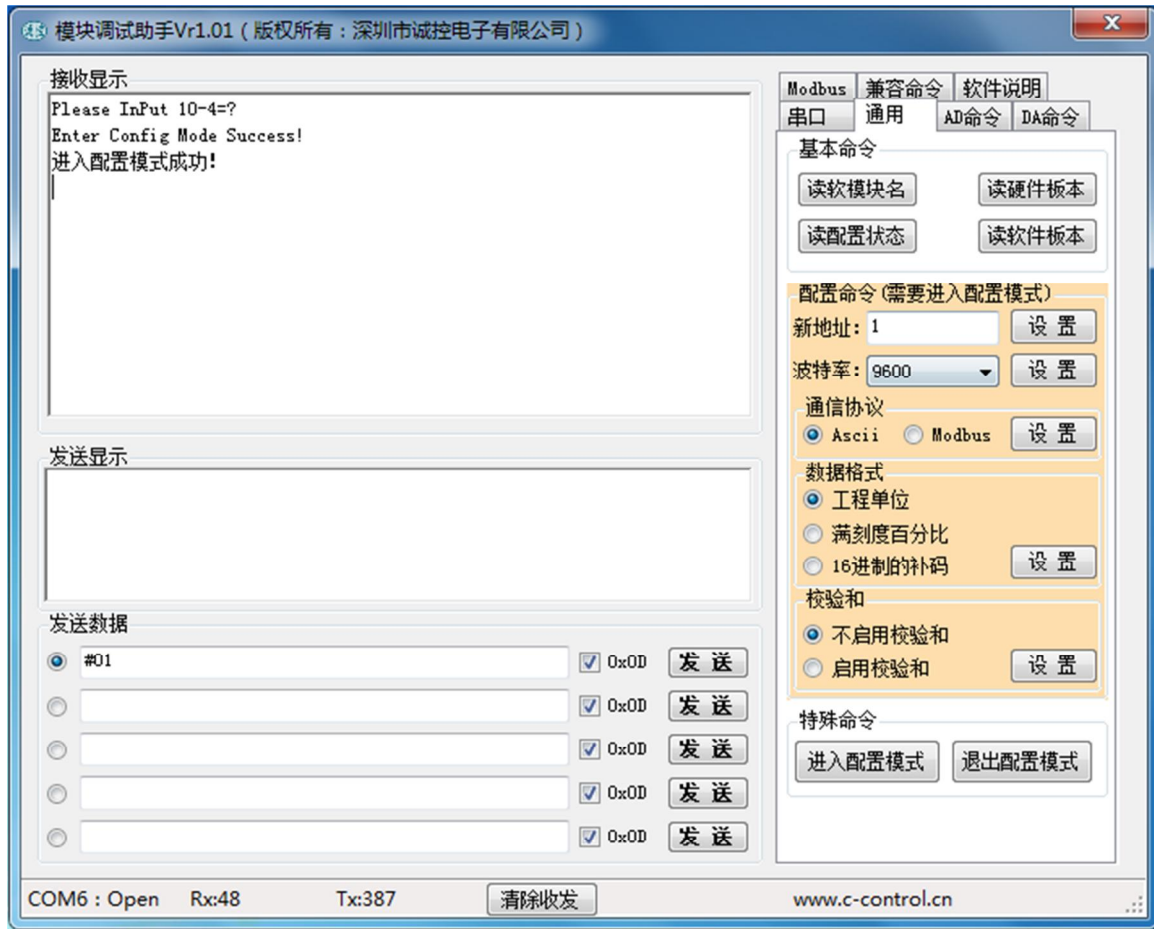 模块调试助手Vr1.01 ( 版权所有 : 深圳市诚控电子有限公司 )
接收显示
Please InPut 10-4=?
Enter Config Mode Success!
进入配置模式成功!
发送显示
发送数据
#01
0x0D
发 送
0x0D
发 送
0x0D
发 送
0x0D
发 送
0x0D
发 送
Modbus
兼容命令
软件说明
串口
通用
AD命令
DA命令
基本命令
读软模块名
读硬件板本
读配置状态
读软件板本
配置命令(需要进入配置模式)
新地址: 1
设 置
波特率: 9600
设 置
通信协议
Ascii
Modbus
设 置
数据格式
工程单位
满刻度百分比
16进制的补码
设 置
校验和
不启用校验和
启用校验和
设 置
特殊命令
进入配置模式
退出配置模式
COM6 : Open
Rx:48
Tx:387
清除收发
www.c-control.cn